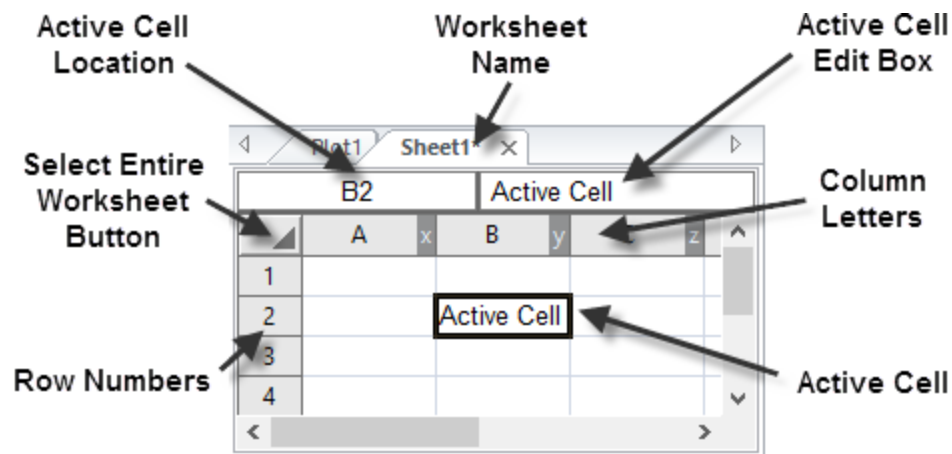 Active Cell
Location
Worksheet
Name
Active Cell
Edit Box
Plot1
Sheet1*
Select Entire
Worksheet
Button
B2
Active Cell
Column
Letters
A x B y z
1
2 Active Cell
3
4
Row Numbers
Active Cell